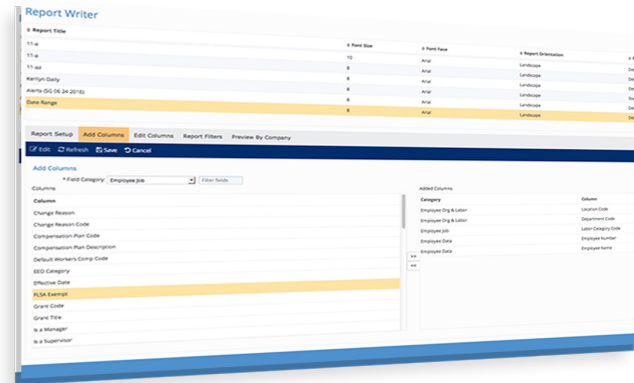 Report Writer
Report Title Font Size Font Face Report Orientation
11-a 10 Arial Landscape
11-a 8 Arial Landscape
11-aa 8 Arial Landscape
Kerilyn Daily 8 Arial Landscape
Alerts (SG 06 24 2016) 8 Arial Landscape
Date Range 8 Arial Landscape
Report Setup Add Columns Edit Columns Report Filters Preview By Company
Edit Refresh Save Cancel
Add Columns
* Field Category: Employee Job Filter fields
Columns Added Columns
Column Category Column
Change Reason Employee Org & Labor Location Code
Change Reason Code Employee Org & Labor Department Code
Compensation Plan Code Employee Job Labor Category Code
Compensation Plan Description Employee Data Employee Number
Default Workers Comp Code Employee Data Employee Name
EEO Category >>
Effective Date <<
FLSA Exempt
Grant Code
Grant Title
Is a Manager
Is a Supervisor